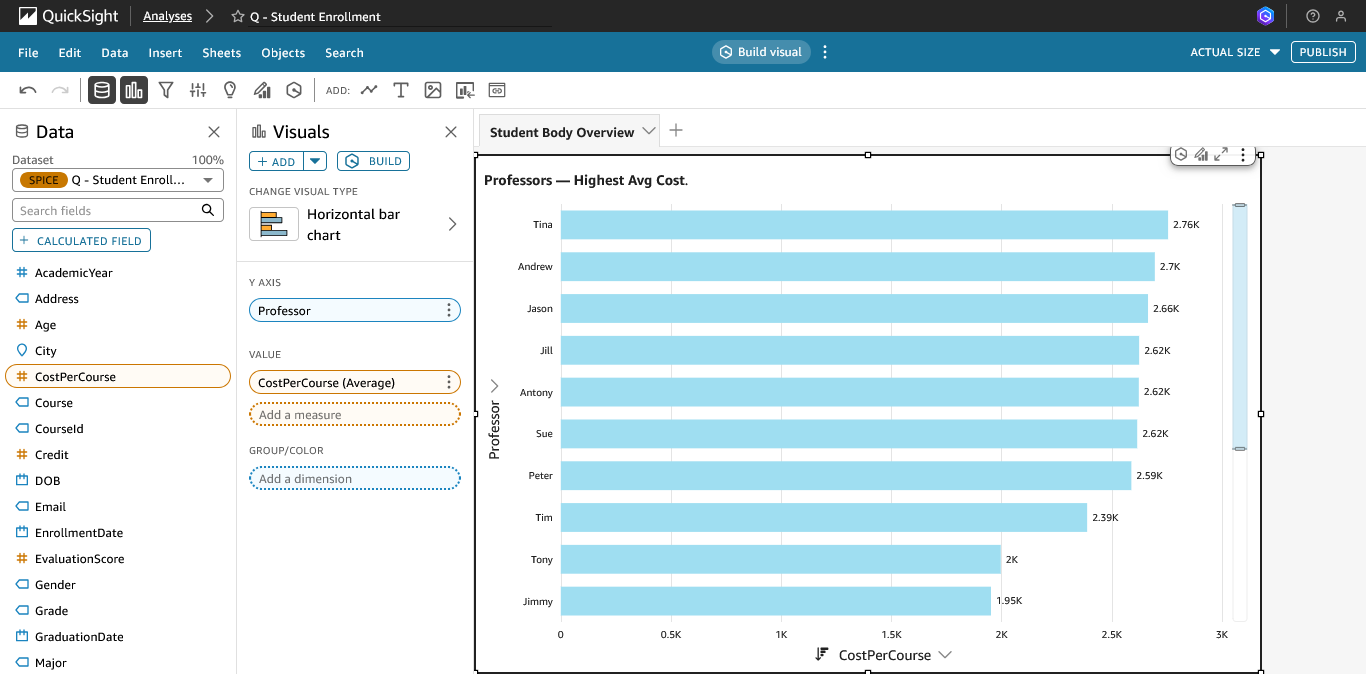 QuickSight
Analyses
Q - Student Enrollment
File
Edit
Data
Insert
Sheets
Objects
Search
Build visual
ACTUAL SIZE
PUBLISH
ADD:
Data
Dataset
100%
SPICE
Q - Student Enroll...
Search fields
+ CALCULATED FIELD
AcademicYear
Address
Age
City
CostPerCourse
Course
CourseId
Credit
DOB
Email
EnrollmentDate
EvaluationScore
Gender
Grade
GraduationDate
Major
Visuals
+ ADD
BUILD
CHANGE VISUAL TYPE
Horizontal bar
chart
Y AXIS
Professor
VALUE
CostPerCourse (Average)
Add a measure
GROUP/COLOR
Add a dimension
Student Body Overview
Professors — Highest Avg Cost.
Professor
Tina 2.76K
Andrew 2.7K
Jason 2.66K
Jill 2.62K
Antony 2.62K
Sue 2.62K
Peter 2.59K
Tim 2.39K
Tony 2K
Jimmy 1.95K
0 0.5K 1K 1.5K 2K 2.5K 3K
CostPerCourse